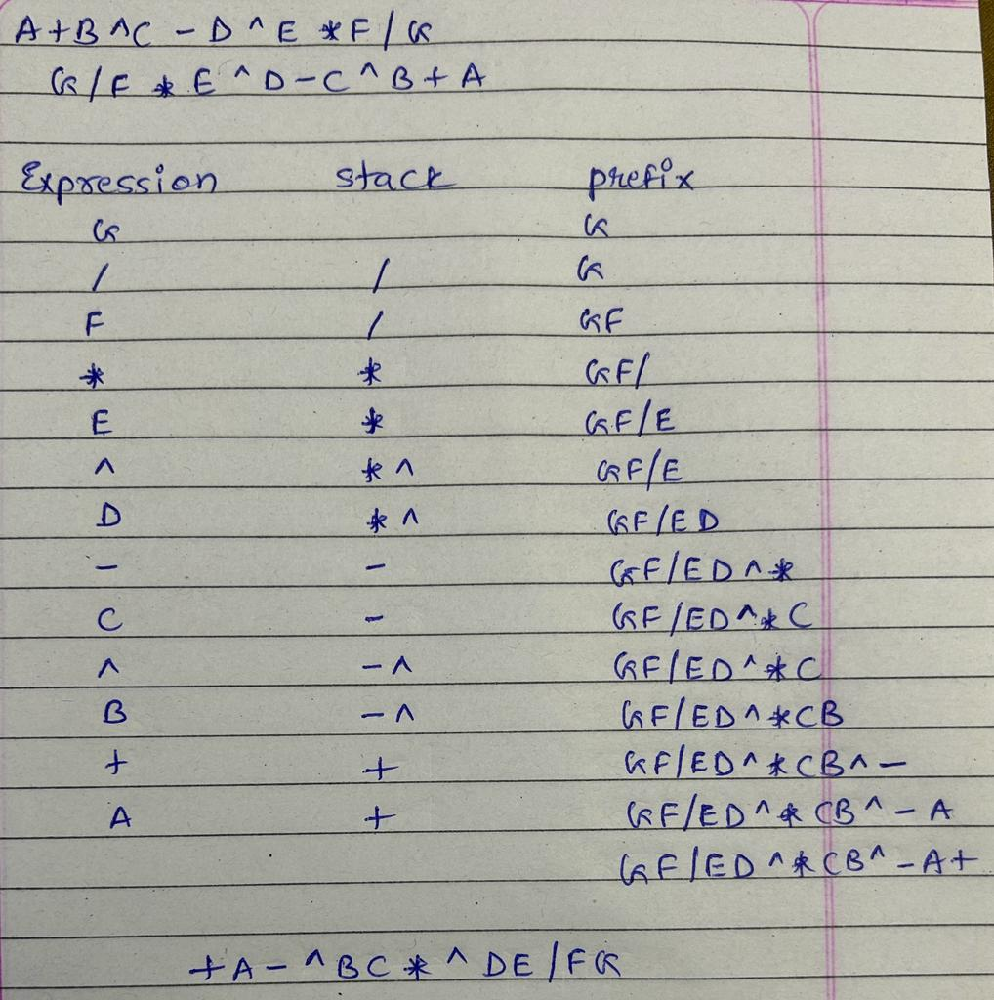 A+B^C - D^E *F/G
G/F * E^D-C^B+A
Expression stack prefix
G G
/ / G
F / GF
* * GF/
E * GF/E
^ *^ GF/E
D *^ GF/ED
- - GF/ED^*
C - GF/ED^*C
^ -^ GF/ED^*C
B -^ GF/ED^*CB
+ + GF/ED^*CB^-
A + GF/ED^*CB^-A
GF/ED^*CB^-A+
+A-^BC*^DE/FG